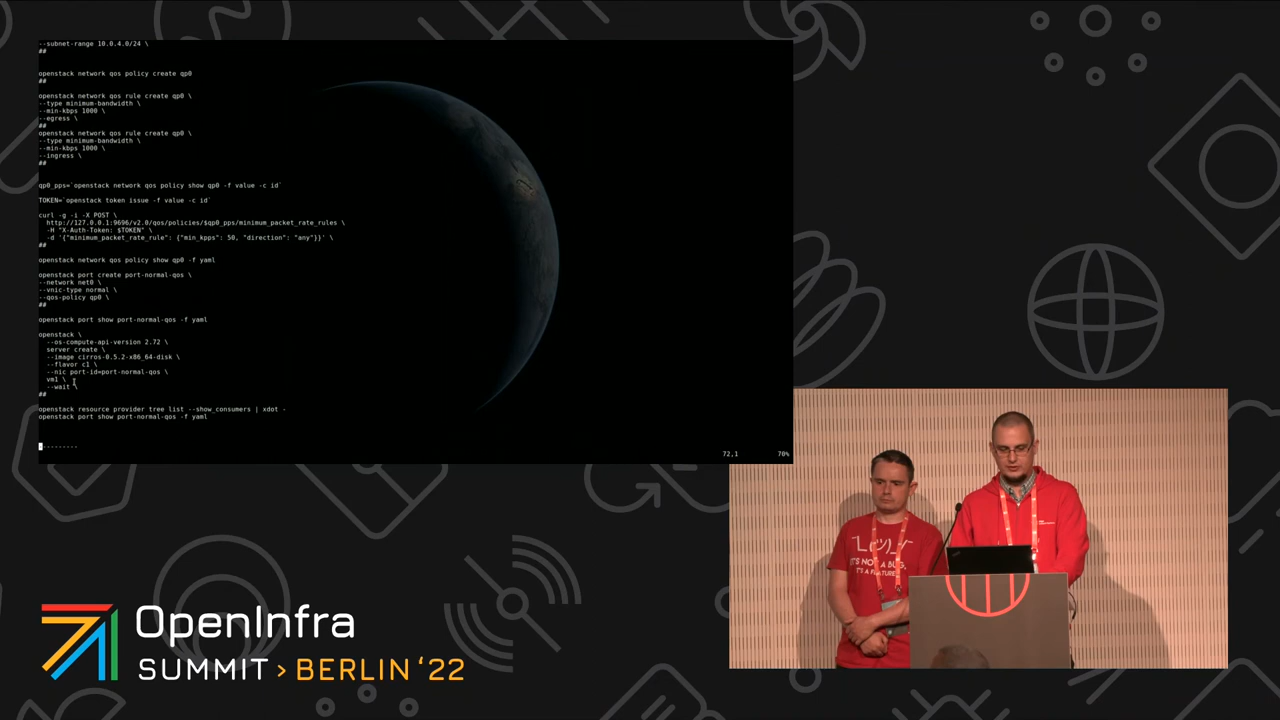 --subnet-range 10.0.4.0/24 \
##
openstack network qos policy create qp0
##
openstack network qos rule create qp0 \
--type minimum-bandwidth \
--min-kbps 1000 \
--egress \
##
openstack network qos rule create qp0 \
--type minimum-bandwidth \
--min-kbps 1000 \
--ingress \
##
qp0_pps=`openstack network qos policy show qp0 -f value -c id`
TOKEN=`openstack token issue -f value -c id`
curl -g -i -X POST \
http://127.0.0.1:9696/v2.0/qos/policies/$qp0_pps/minimum_packet_rate_rules \
-H "X-Auth-Token: $TOKEN" \
-d '{"minimum_packet_rate_rule": {"min_kpps": 50, "direction": "any"}}' \
##
openstack network qos policy show qp0 -f yaml
openstack port create port-normal-qos \
--network net0 \
--vnic-type normal \
--qos-policy qp0 \
##
openstack port show port-normal-qos -f yaml
openstack \
--os-compute-api-version 2.72 \
server create \
--image cirros-0.5.2-x86_64-disk \
--flavor c1 \
--nic port-id=port-normal-qos \
vm1 \
--wait \
##
openstack resource provider tree list --show_consumers | xdot -
openstack port show port-normal-qos -f yaml
----------
72,1 70%
¯\_(ツ)_/¯
IT'S NOT A BUG,
IT'S A FEATURE
OpenInfra
SUMMIT > BERLIN '22